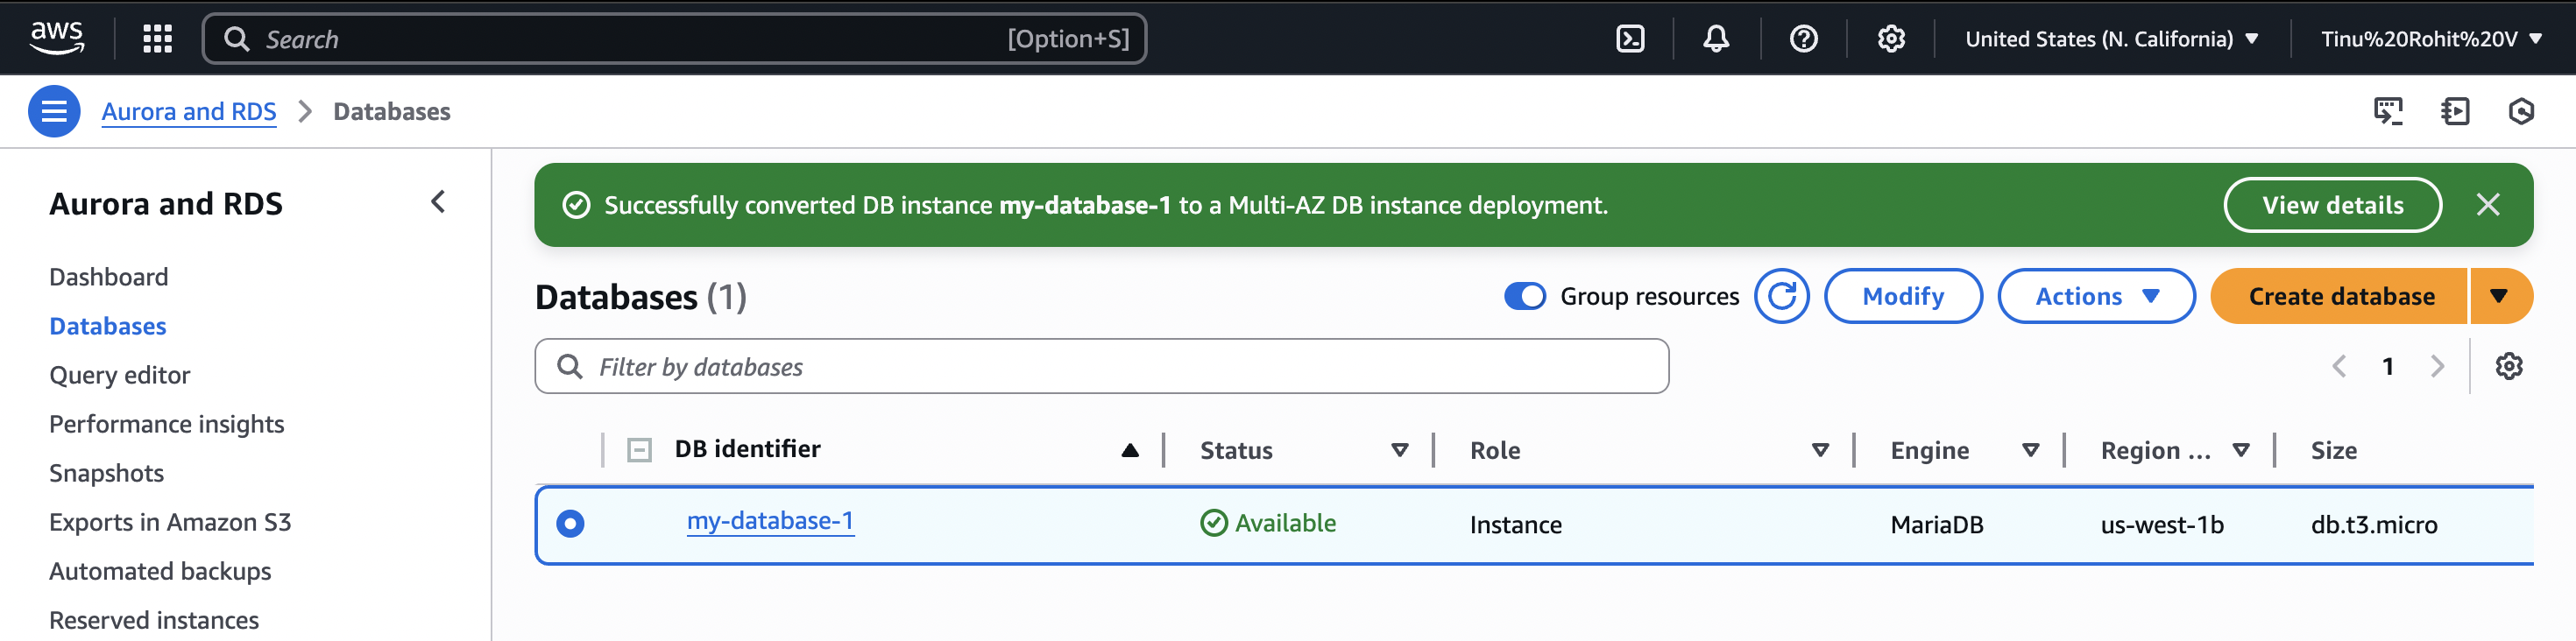 aws
Search [Option+S] United States (N. California) Tinu%20Rohit%20V
Aurora and RDS Databases
Aurora and RDS
Dashboard
Databases
Query editor
Performance insights
Snapshots
Exports in Amazon S3
Automated backups
Reserved instances
Successfully converted DB instance my-database-1 to a Multi-AZ DB instance deployment. View details
Databases (1) Group resources Modify Actions Create database
Filter by databases 1
DB identifier Status Role Engine Region ... Size
my-database-1 Available Instance MariaDB us-west-1b db.t3.micro